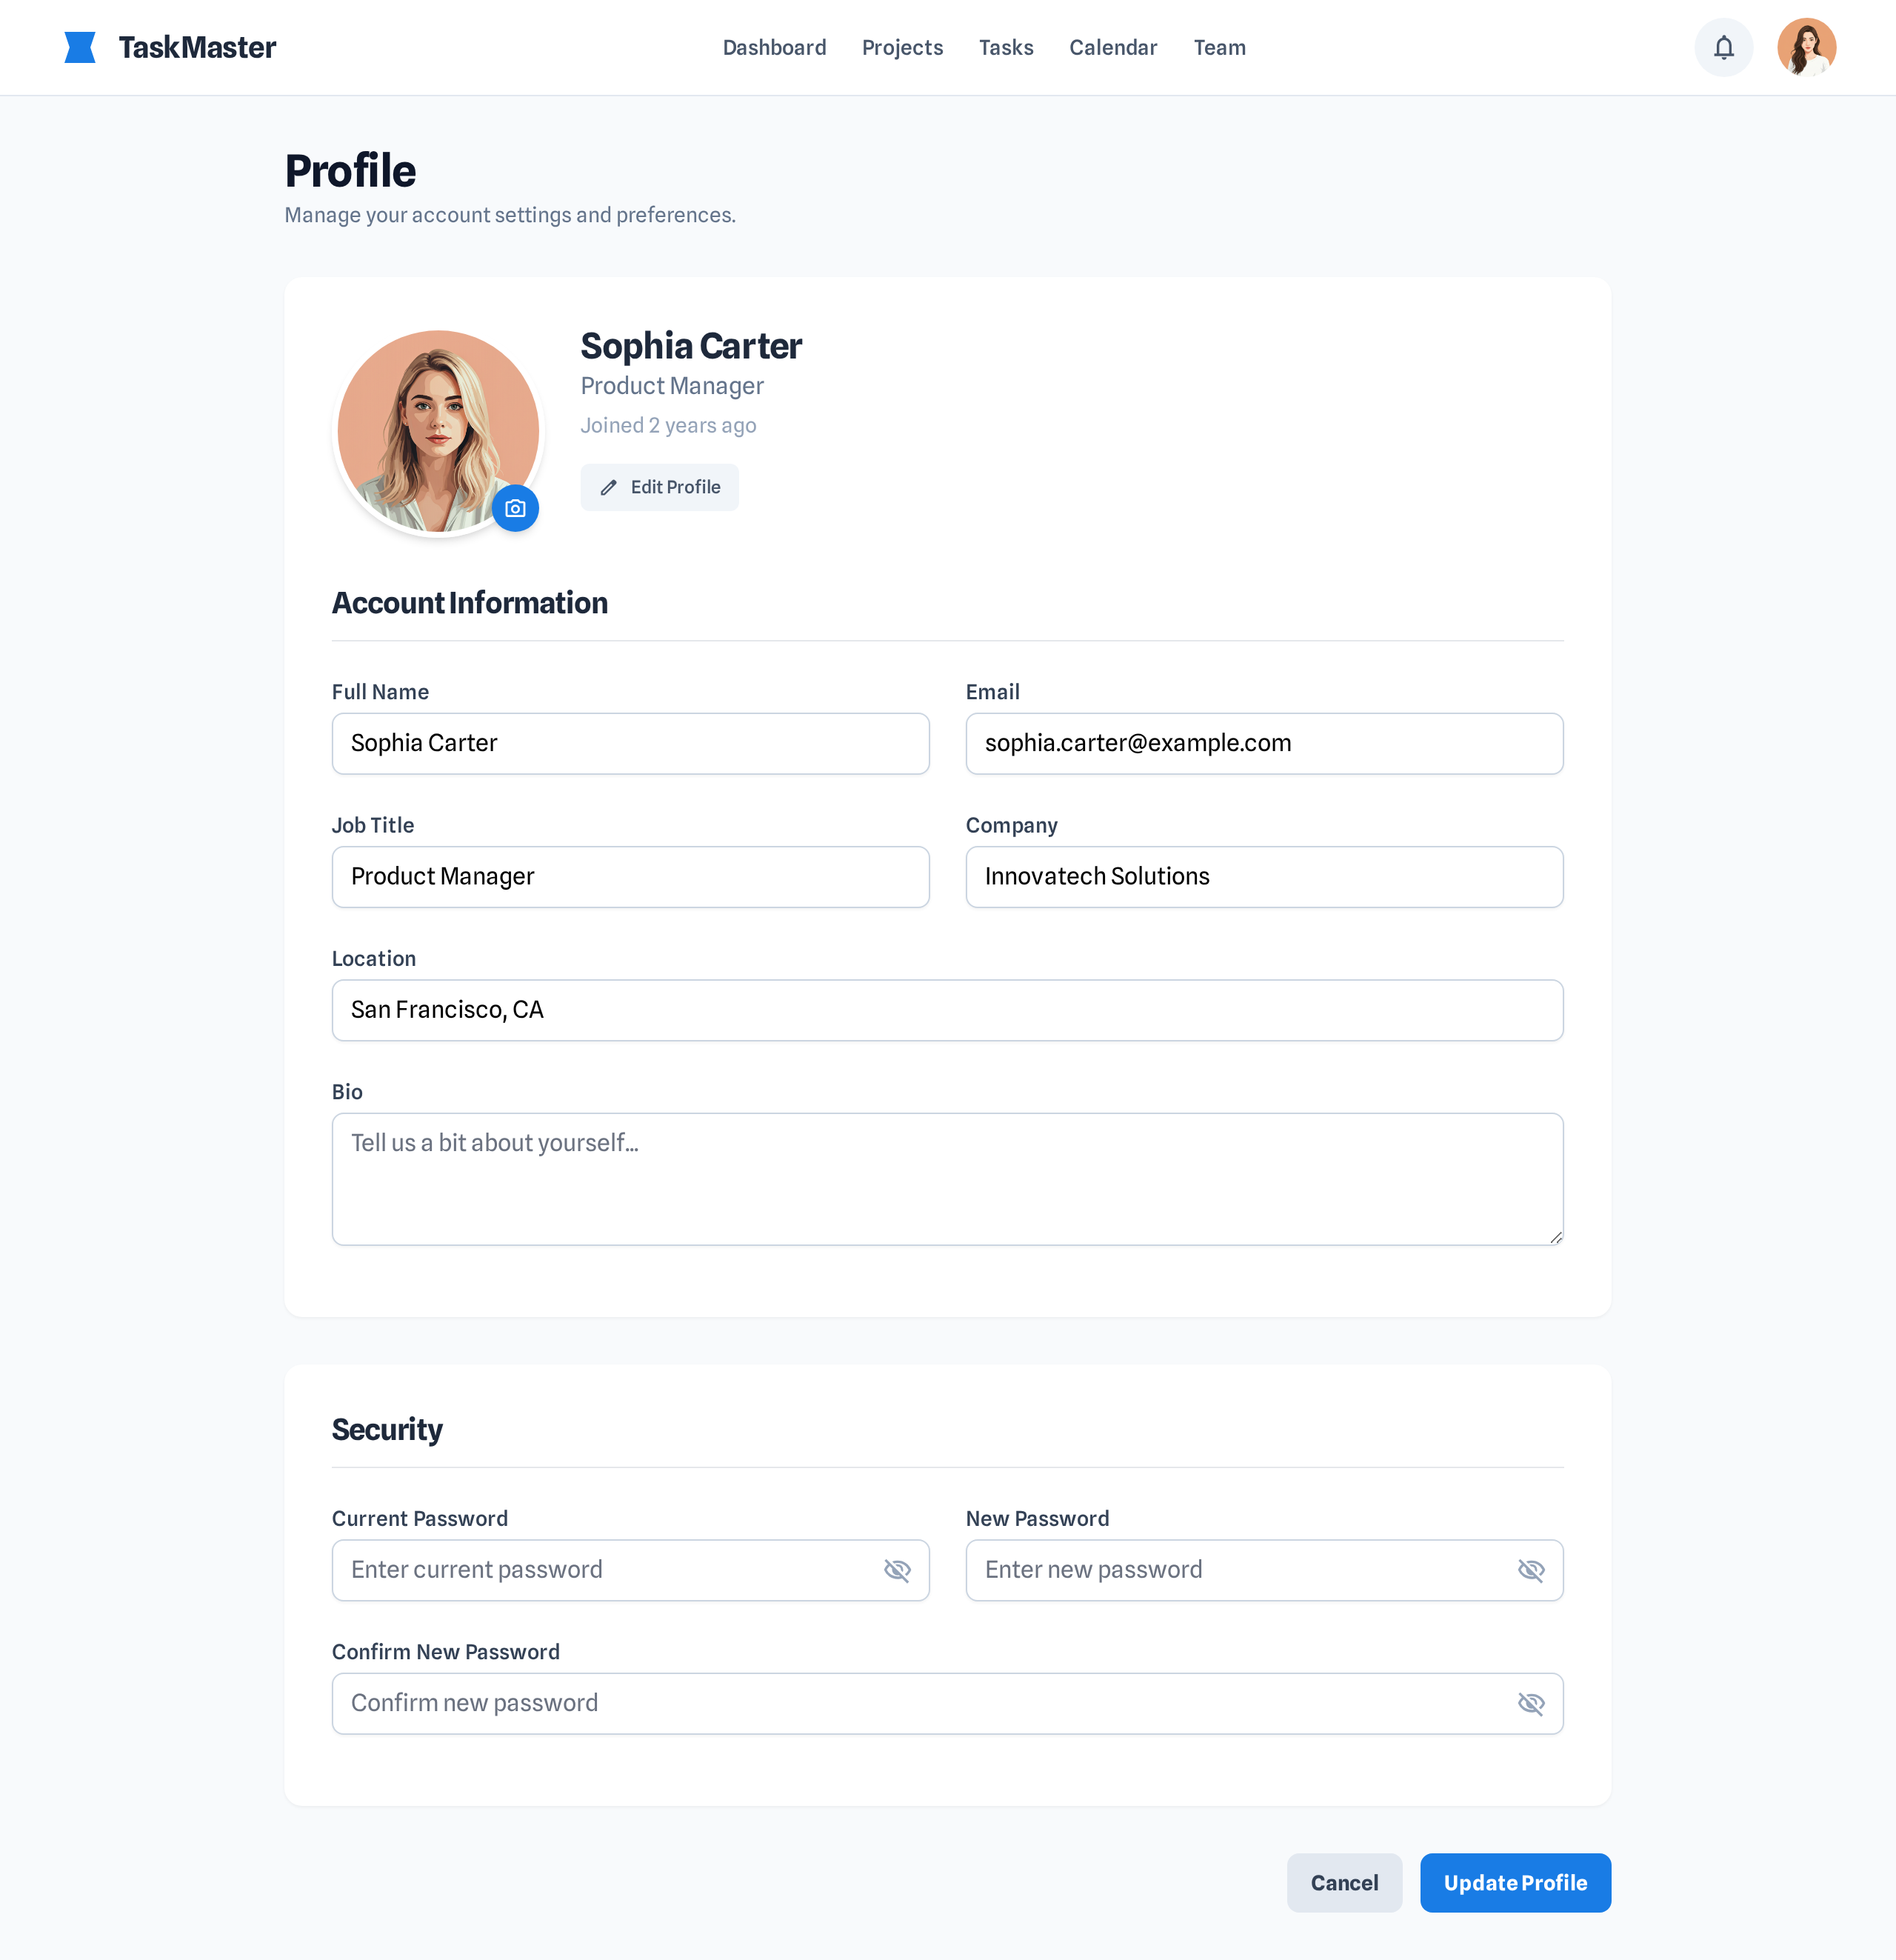 TaskMaster
Dashboard Projects Tasks Calendar Team
Profile
Manage your account settings and preferences.
Sophia Carter
Product Manager
Joined 2 years ago
Edit Profile
Account Information
Full Name
Sophia Carter
Email
sophia.carter@example.com
Job Title
Product Manager
Company
Innovatech Solutions
Location
San Francisco, CA
Bio
Tell us a bit about yourself...
Security
Current Password
Enter current password
New Password
Enter new password
Confirm New Password
Confirm new password
Cancel
Update Profile